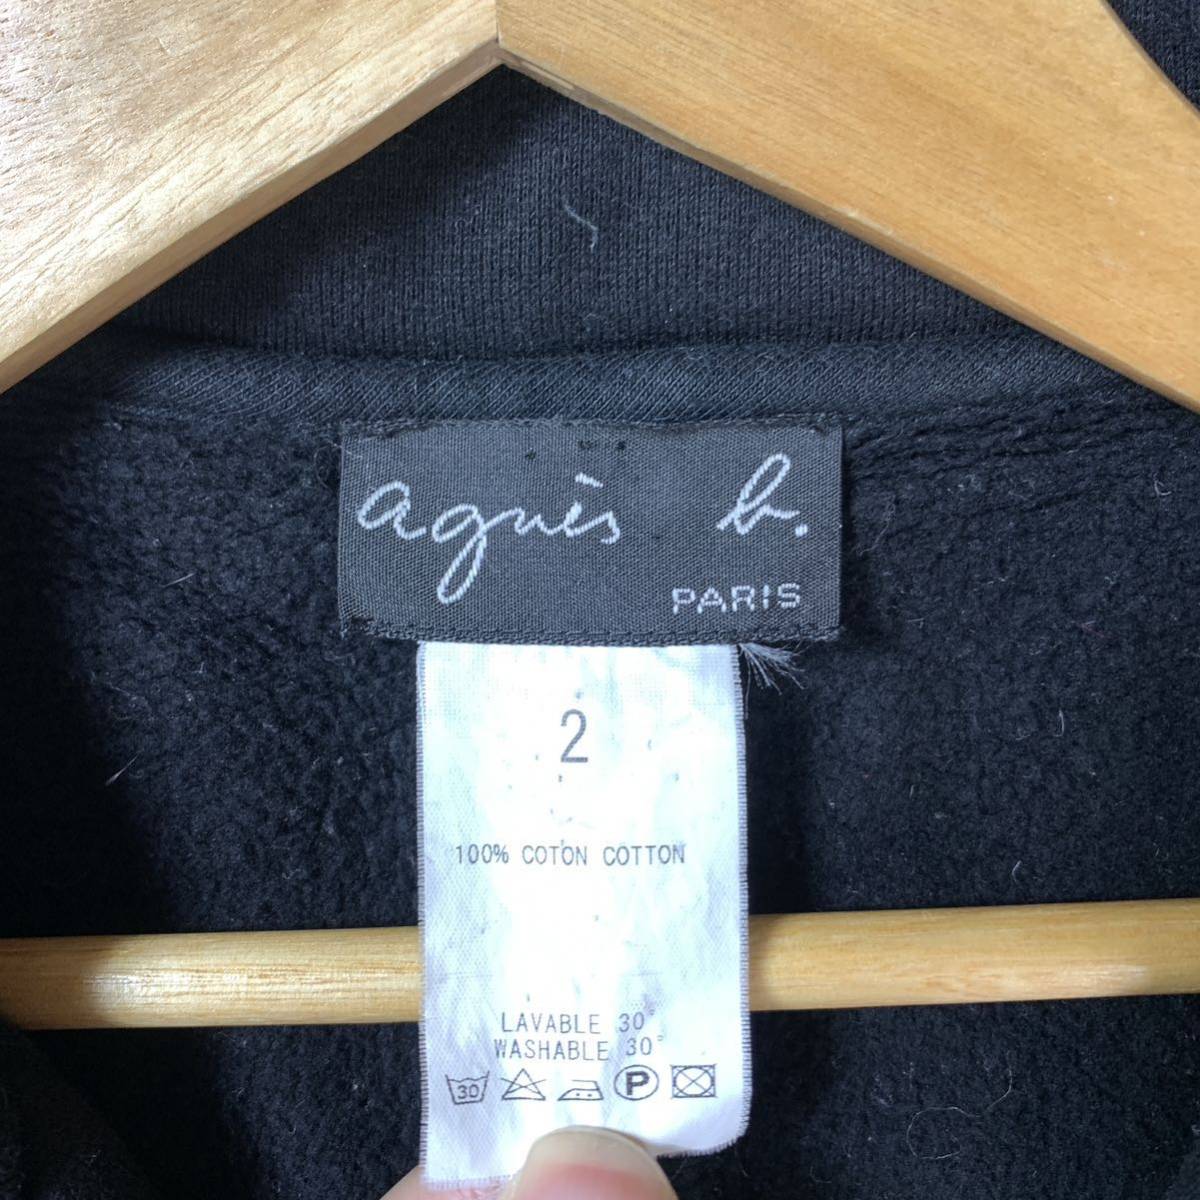 agnès b.
PARIS
2
100% COTON COTTON
LAVABLE 30°
WASHABLE 30°
30 P